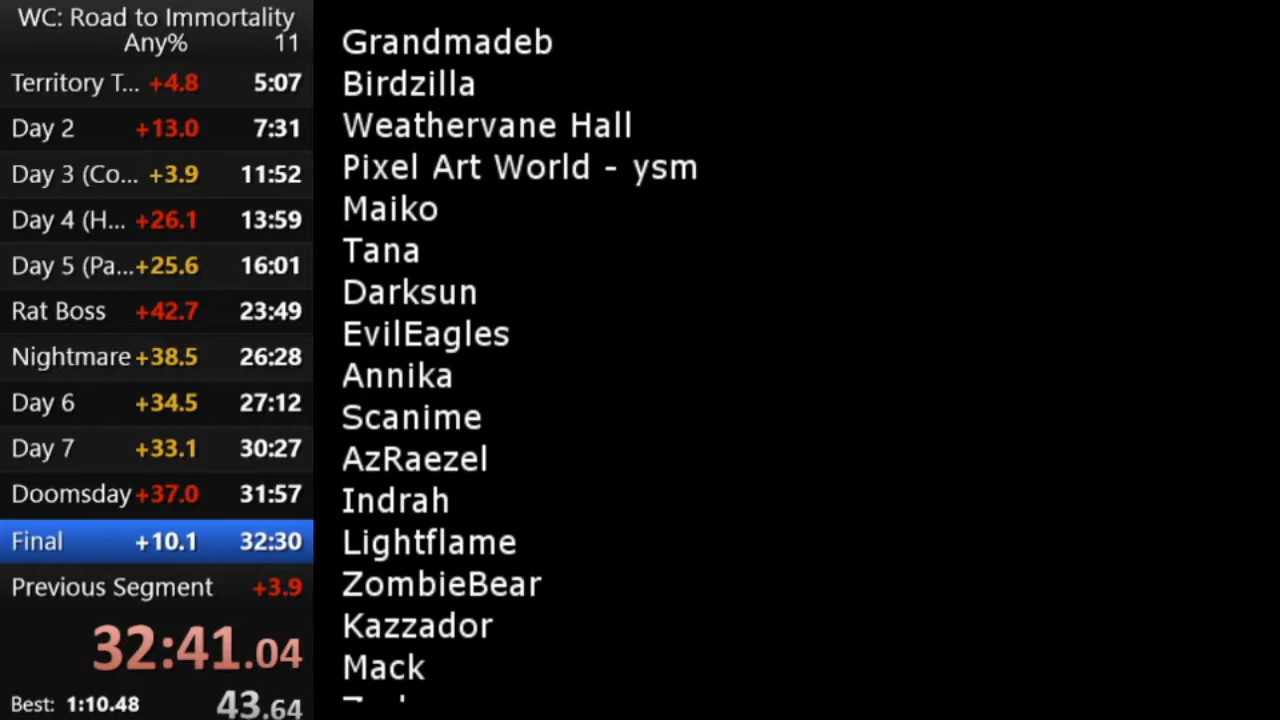 WC: Road to Immortality
Any% 11
Territory T... +4.8 5:07
Day 2 +13.0 7:31
Day 3 (Co... +3.9 11:52
Day 4 (H... +26.1 13:59
Day 5 (Pa... +25.6 16:01
Rat Boss +42.7 23:49
Nightmare +38.5 26:28
Day 6 +34.5 27:12
Day 7 +33.1 30:27
Doomsday +37.0 31:57
Final +10.1 32:30
Previous Segment +3.9
32:41.04
Best: 1:10.48 43.64
Grandmadeb
Birdzilla
Weathervane Hall
Pixel Art World - ysm
Maiko
Tana
Darksun
EvilEagles
Annika
Scanime
AzRaezel
Indrah
Lightflame
ZombieBear
Kazzador
Mack